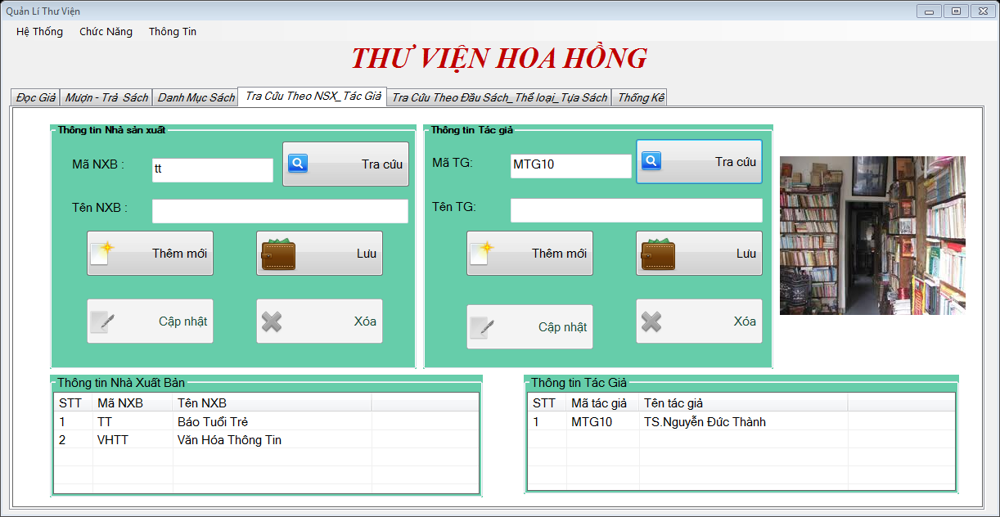 Quản Lí Thư Viện
Hệ Thống Chức Năng Thông Tin
THƯ VIỆN HOA HỒNG
Đọc Giả Mượn - Trả Sách Danh Mục Sách Tra Cứu Theo NSX_Tác Giả Tra Cứu Theo Đầu Sách_Thể loại_Tựa Sách Thống Kê
Thông tin Nhà sản xuất
Mã NXB : tt Tra cứu
Tên NXB :
Thêm mới Lưu
Cập nhật Xóa
Thông tin Tác giả
Mã TG: MTG10 Tra cứu
Tên TG:
Thêm mới Lưu
Cập nhật Xóa
Thông tin Nhà Xuất Bản
STT Mã NXB Tên NXB
1 TT Báo Tuổi Trẻ
2 VHTT Văn Hóa Thông Tin
Thông tin Tác Giả
STT Mã tác giả Tên tác giả
1 MTG10 TS.Nguyễn Đức Thành